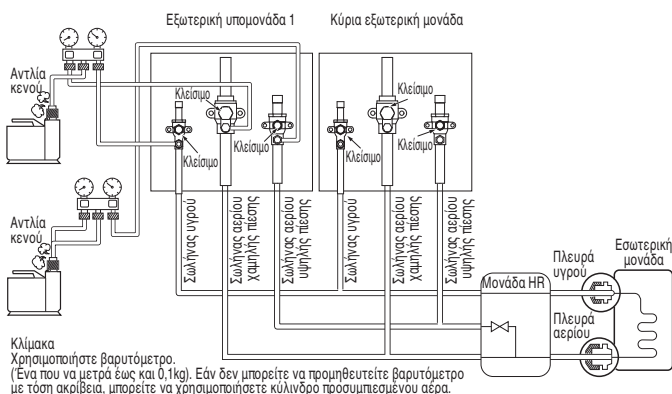 Εξωτερική υπομονάδα 1
Κύρια εξωτερική μονάδα
Αντλία
κενού
Κλείσιμο
Κλείσιμο
Κλείσιμο
Κλείσιμο
Κλείσιμο
Κλείσιμο
Αντλία
κενού
Σωλήνας υγρού
Σωλήνας αερίου
χαμηλής πίεσης
Σωλήνας αερίου
υψηλής πίεσης
Σωλήνας υγρού
Σωλήνας αερίου
χαμηλής πίεσης
Σωλήνας αερίου
υψηλής πίεσης
Πλευρά
υγρού
Εσωτερική
μονάδα
Μονάδα HR
Πλευρά
αερίου
Κλίμακα
Χρησιμοποιήστε βαρυτόμετρο.
(Ένα που να μετρά έως και 0,1kg). Εάν δεν μπορείτε να προμηθευτείτε βαρυτόμετρο
με τόση ακρίβειά, μπορείτε να χρησιμοποιήσετε κύλινδρο προσυμπιεσμένου αέρα.